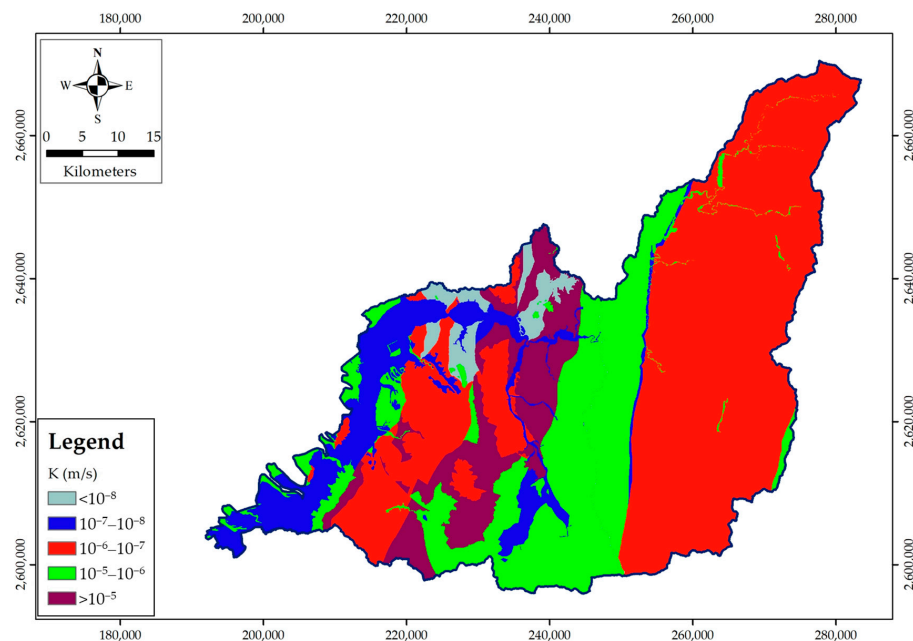 180,000 200,000 220,000 240,000 260,000 280,000
N
W E
S
0 5 10 15
Kilometers
2,660,000 2,660,000
2,640,000 2,640,000
2,620,000 2,620,000
2,600,000 2,600,000
Legend
K (m/s)
<10⁻⁸
10⁻⁷–10⁻⁸
10⁻⁶–10⁻⁷
10⁻⁵–10⁻⁶
>10⁻⁵
180,000 200,000 220,000 240,000 260,000 280,000